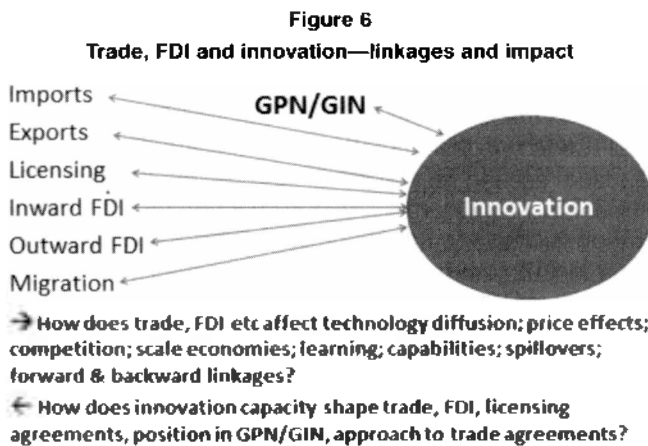 Figure 6
Trade, FDI and innovation—linkages and impact
Imports
GPN/GIN
Exports
Licensing
Inward FDI
Innovation
Outward FDI
Migration
→ How does trade, FDI etc affect technology diffusion; price effects;
competition; scale economies; learning; capabilities; spillovers;
forward & backward linkages?
← How does innovation capacity shape trade, FDI, licensing
agreements, position in GPN/GIN, approach to trade agreements?